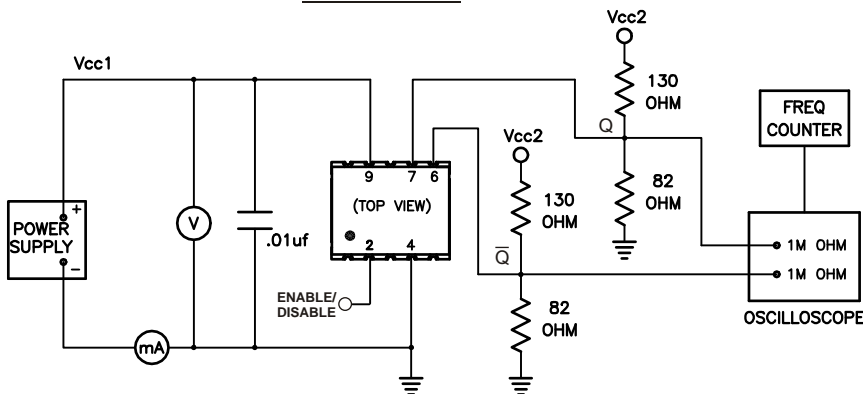 Vcc2
Vcc1
130
OHM
FREQ
COUNTER
Q
Vcc2
9 7 6
82
OHM
(TOP VIEW)
130
OHM
+
POWER
SUPPLY
−
V
.01uf
2 4
Q̅
1M OHM
1M OHM
ENABLE/
DISABLE
82
OHM
OSCILLOSCOPE
mA